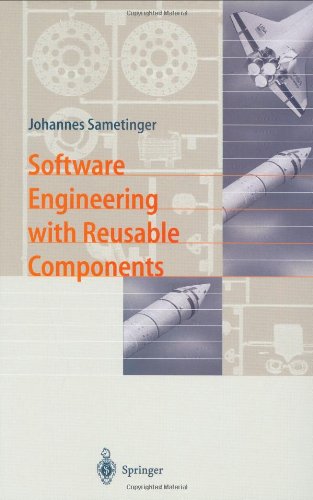 Johannes Sametinger
Software
Engineering
with Reusable
Components
Springer